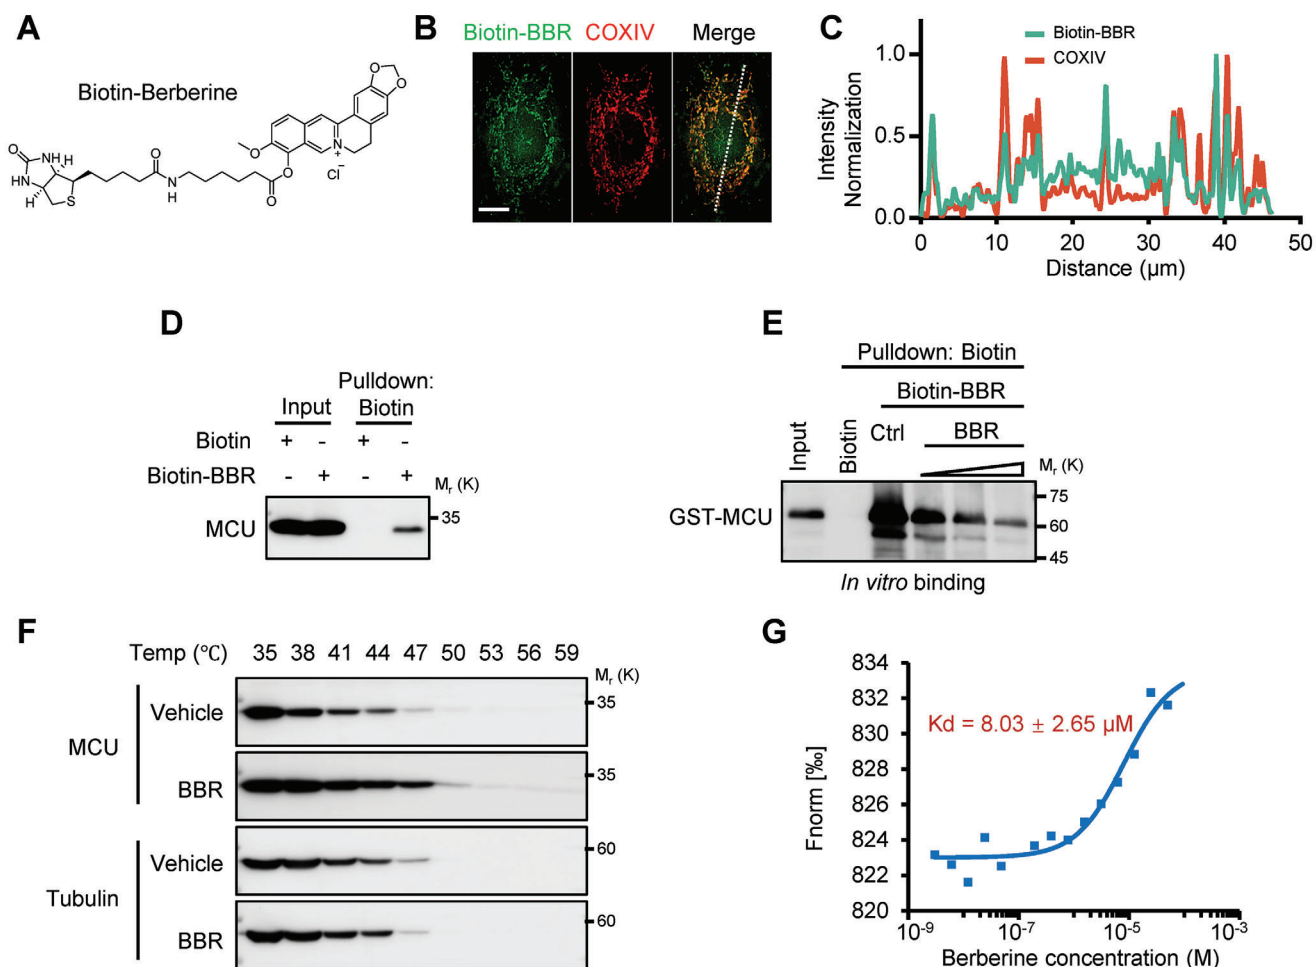 A
Biotin-Berberine
O
O
O
O
N+
Cl−
O
O
O
N
H
O
HN
NH
H
H
S
B
Biotin-BBR COXIV Merge
C
Biotin-BBR
COXIV
Intensity
Normalization
1.0
0.5
0.0
0 10 20 30 40 50
Distance (µm)
D
Pulldown:
Input Biotin
Biotin + - + -
Biotin-BBR - + - +
Mr (K)
MCU
35
E
Pulldown: Biotin
Biotin-BBR
Input Biotin Ctrl BBR
Mr (K)
GST-MCU
75
60
45
In vitro binding
F
Temp (℃) 35 38 41 44 47 50 53 56 59
Mr (K)
MCU
Vehicle
35
BBR
35
Tubulin
Vehicle
60
BBR
60
G
Fnorm [‰]
834
832
830
828
826
824
822
820
Kd = 8.03 ± 2.65 µM
10-9 10-7 10-5 10-3
Berberine concentration (M)